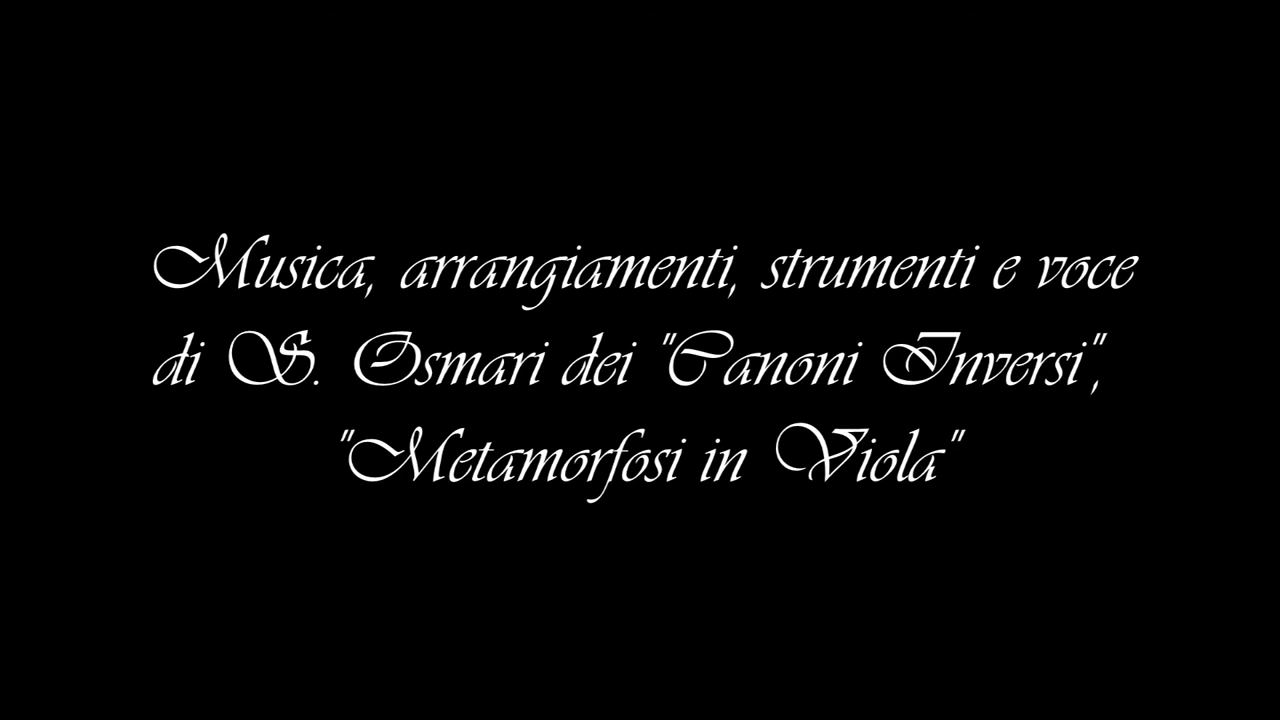 Musica, arrangiamenti, strumenti e voce
di S. Osmari dei "Canoni Inversi",
"Metamorfosi in Viola"